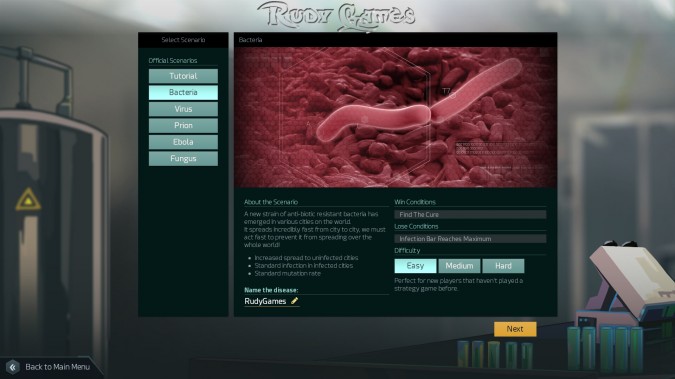 Rudy Games
Select Scenario
Official Scenarios
Tutorial
Bacteria
Virus
Prion
Ebola
Fungus
Bacteria
T7
About the Scenario
A new strain of anti-biotic resistant bacteria has
emerged in various cities on the world.
It spreads incredibly fast from city to city, we must
act fast to prevent it from spreading over the
whole world!
• Increased spread to uninfected cities
• Standard infection in infected cities
• Standard mutation rate
Name the disease:
RudyGames
Win Conditions
Find The Cure
Lose Conditions
Infection Bar Reaches Maximum
Difficulty
Easy
Medium
Hard
Perfect for new players that haven't played a
strategy game before.
Next
Back to Main Menu